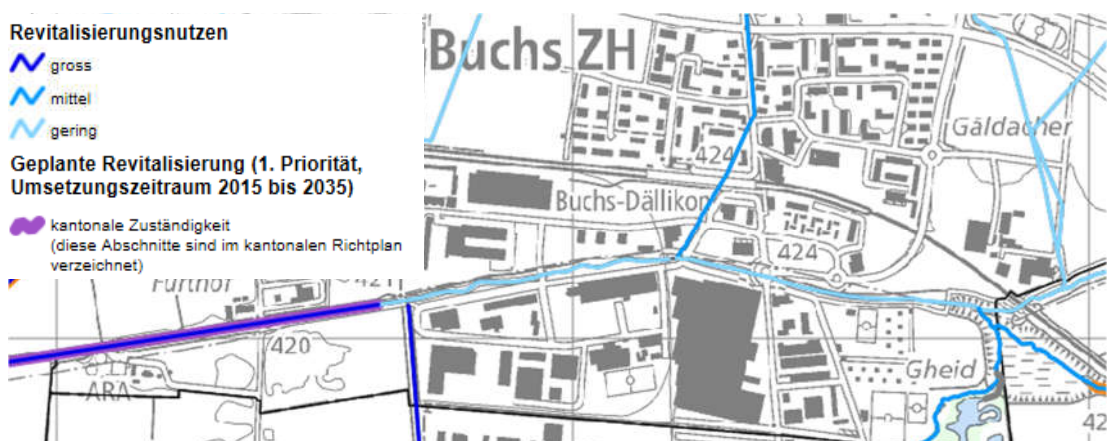 Revitalisierungsnutzen
gross
mittel
gering
Geplante Revitalisierung (1. Priorität,
Umsetzungszeitraum 2015 bis 2035)
kantonale Zuständigkeit
(diese Abschnitte sind im kantonalen Richtplan
verzeichnet)
Buchs ZH
Gäldacher
424
Buchs-Dällikon
424
Furthof
421
420
ARA
Gheid